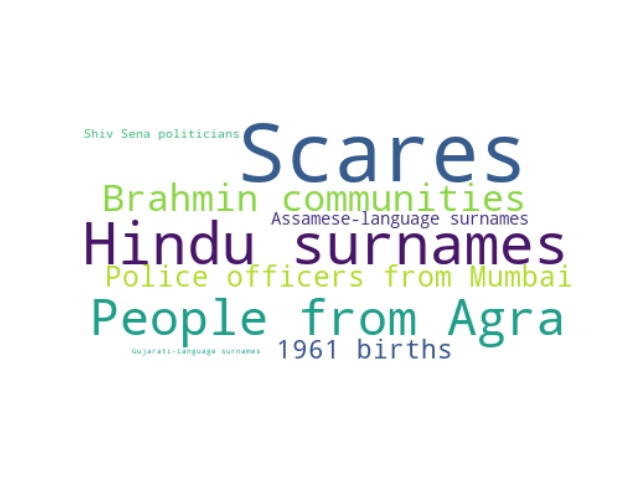 Shiv Sena politicians
Scares
Brahmin communities
Assamese-language surnames
Hindu surnames
Police officers from Mumbai
People from Agra
1961 births
Gujarati-language surnames